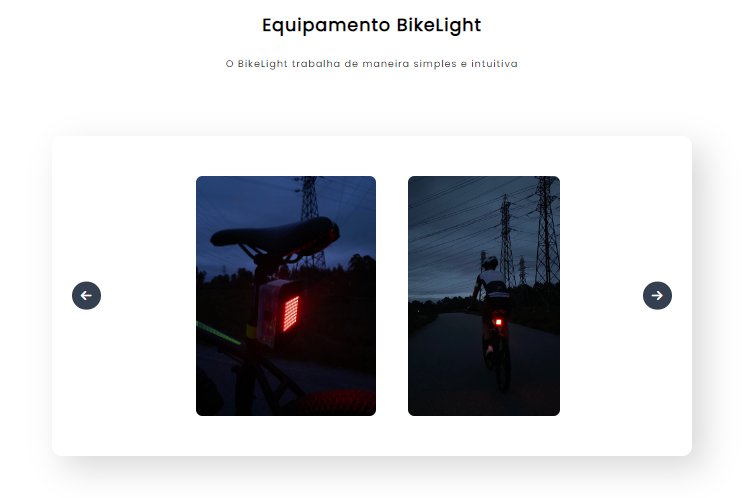 Equipamento BikeLight
O BikeLight trabalha de maneira simples e intuitiva